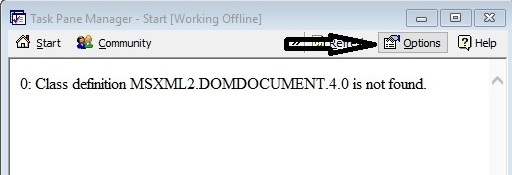 Task Pane Manager - Start [Working Offline]
Start Community Options Help
0: Class definition MSXML2.DOMDOCUMENT.4.0 is not found.